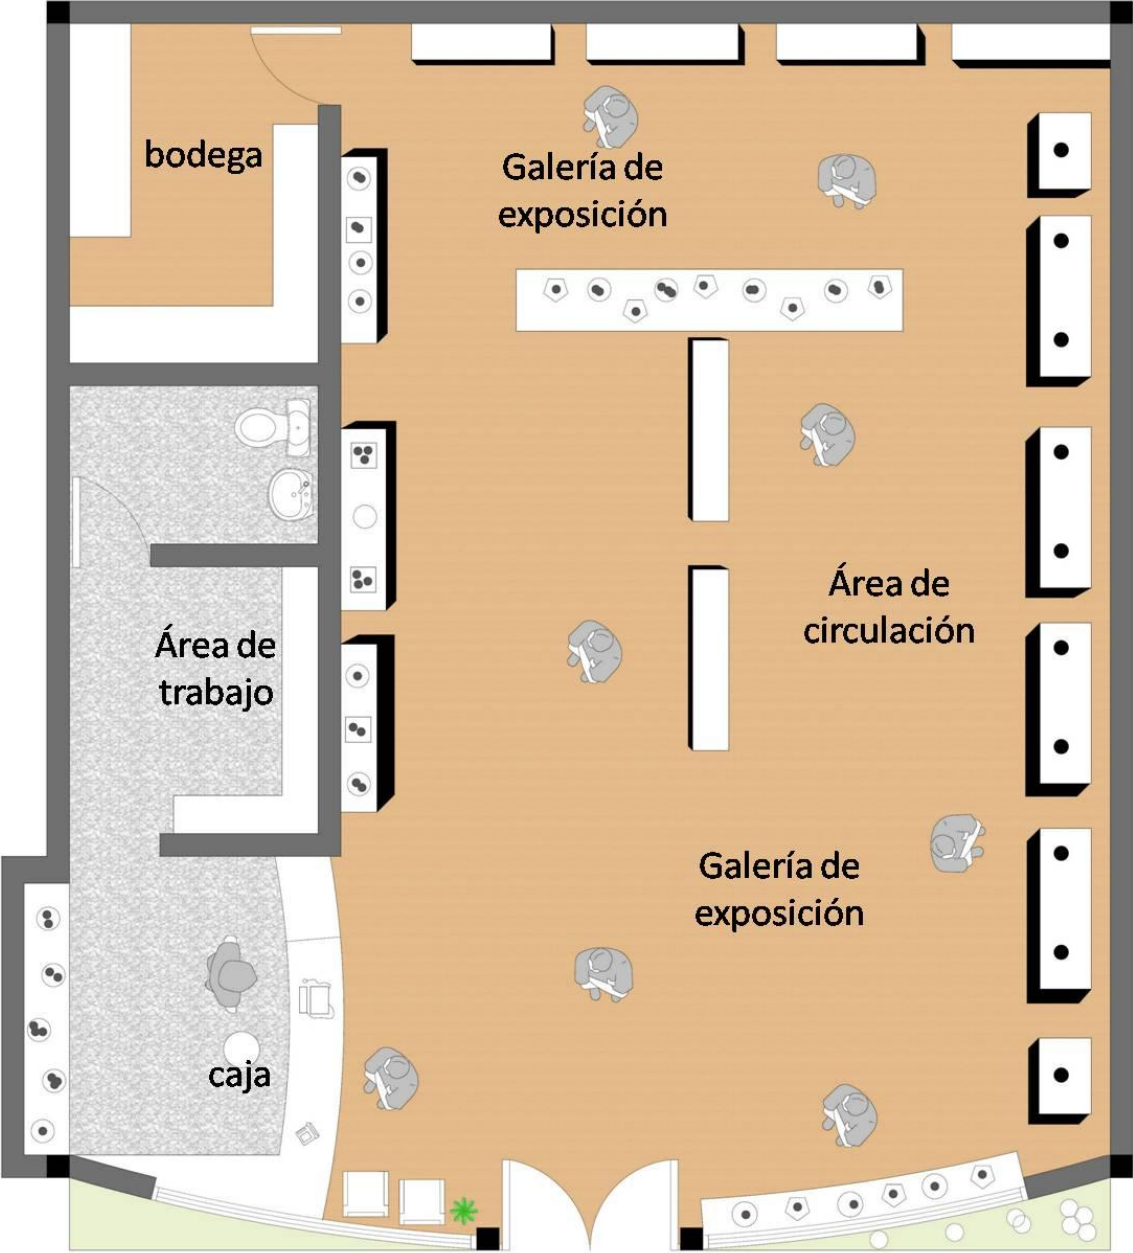 bodega
Galería de
exposición
Área de
circulación
Área de
trabajo
Galería de
exposición
caja